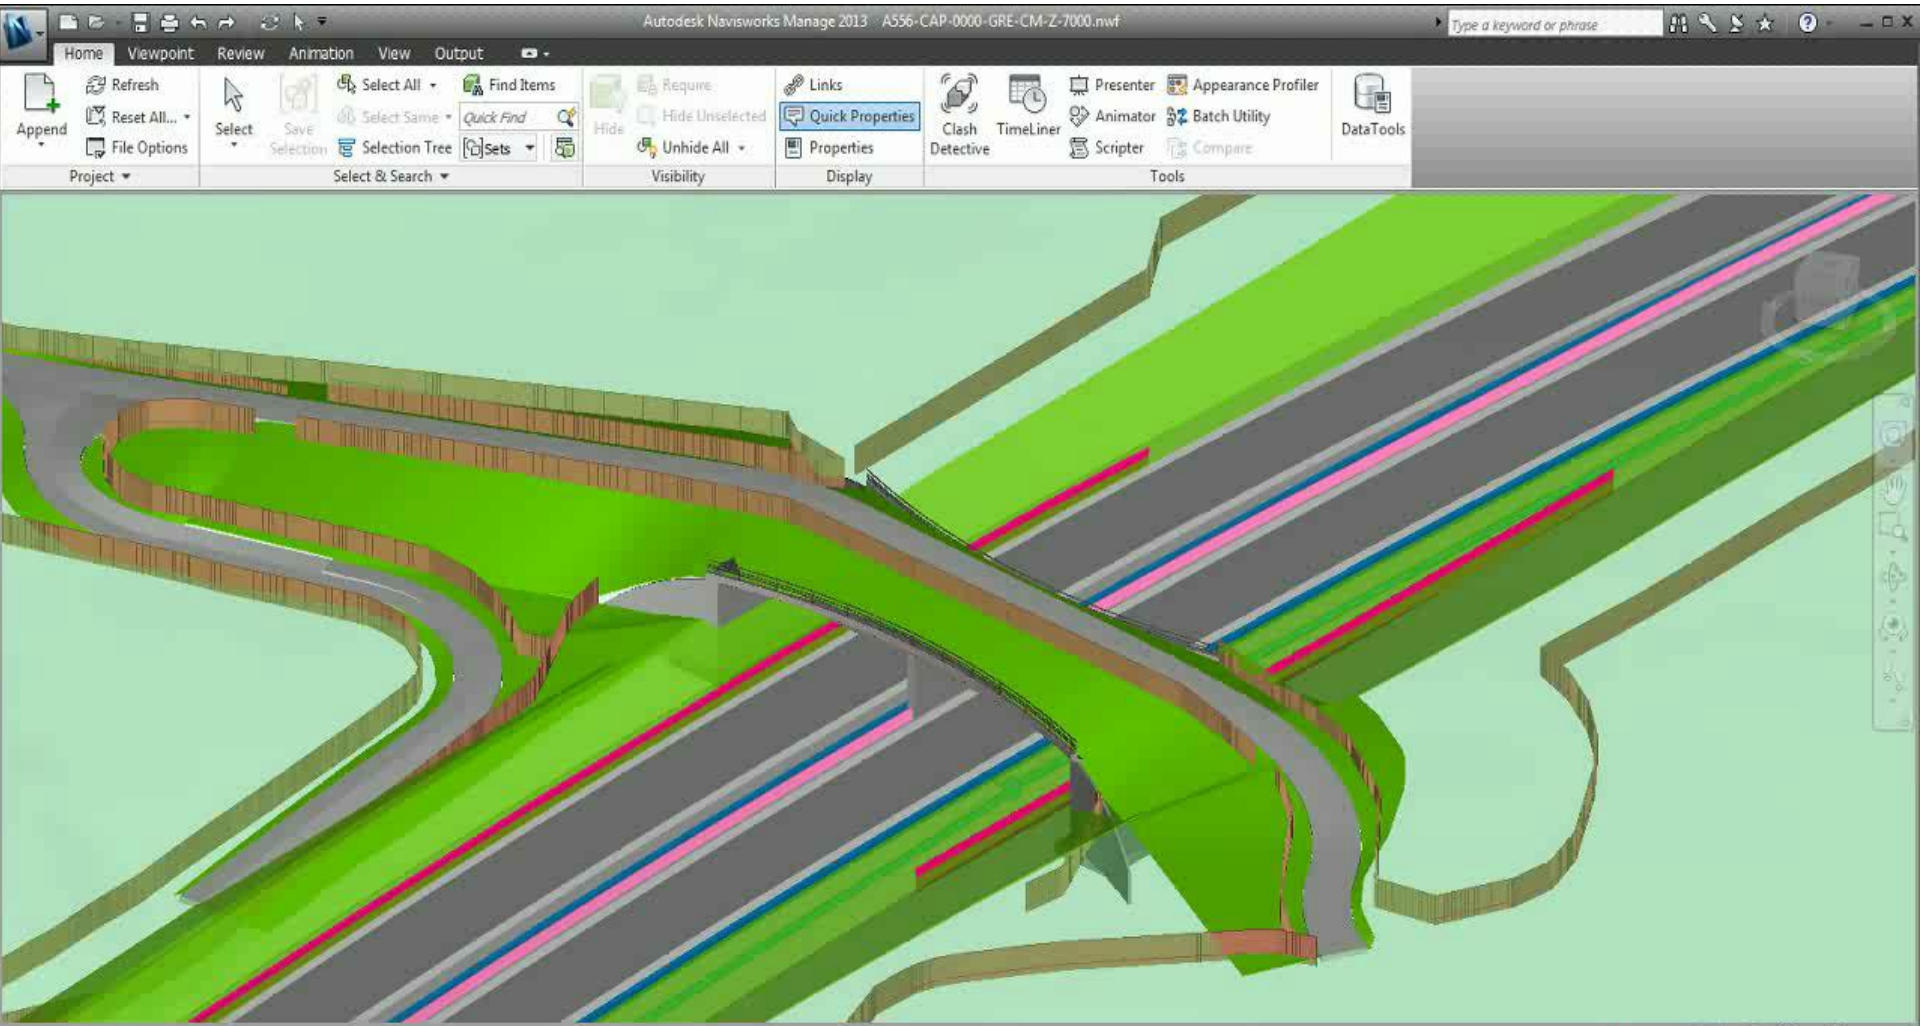 Autodesk Navisworks Manage 2013 A556-CAP-0000-GRE-CM-Z-7000.nwf
Type a keyword or phrase
Home Viewpoint Review Animation View Output
Append
Refresh
Reset All...
File Options
Project
Select
Save Selection
Select All
Select Same
Selection Tree
Find Items
Quick Find
Sets
Select & Search
Hide
Require
Hide Unselected
Unhide All
Visibility
Links
Quick Properties
Properties
Display
Clash Detective
TimeLiner
Presenter
Animator
Scripter
Appearance Profiler
Batch Utility
Compare
Tools
DataTools